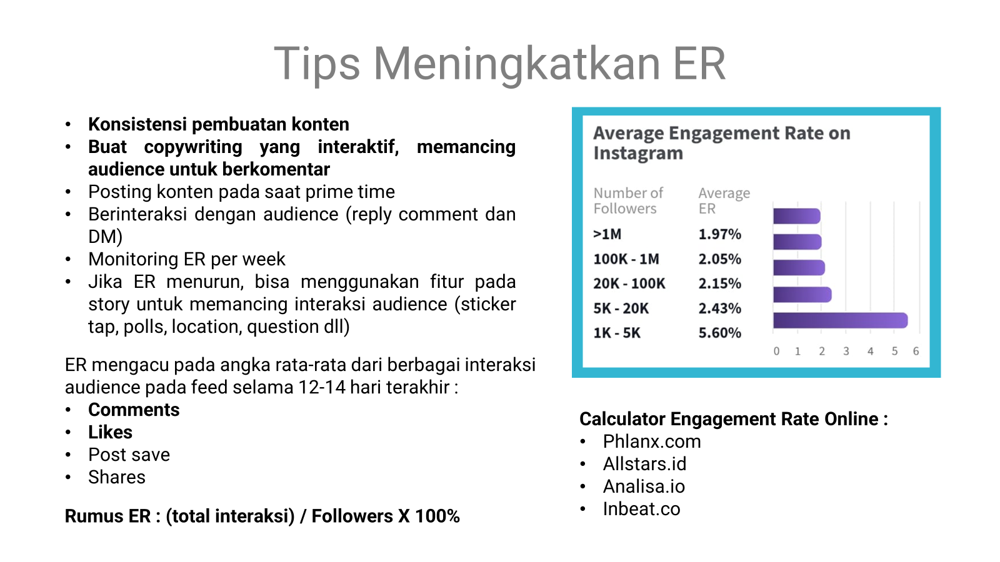 Tips Meningkatkan ER
• Konsistensi pembuatan konten
• Buat copywriting yang interaktif, memancing
audience untuk berkomentar
• Posting konten pada saat prime time
• Berinteraksi dengan audience (reply comment dan
DM)
• Monitoring ER per week
• Jika ER menurun, bisa menggunakan fitur pada
story untuk memancing interaksi audience (sticker
tap, polls, location, question dll)
ER mengacu pada angka rata-rata dari berbagai interaksi
audience pada feed selama 12-14 hari terakhir :
• Comments
• Likes
• Post save
• Shares
Rumus ER : (total interaksi) / Followers X 100%
Average Engagement Rate on
Instagram
Number of Average
Followers ER
>1M 1.97%
100K - 1M 2.05%
20K - 100K 2.15%
5K - 20K 2.43%
1K - 5K 5.60%
0 1 2 3 4 5 6
Calculator Engagement Rate Online :
• Phlanx.com
• Allstars.id
• Analisa.io
• Inbeat.co